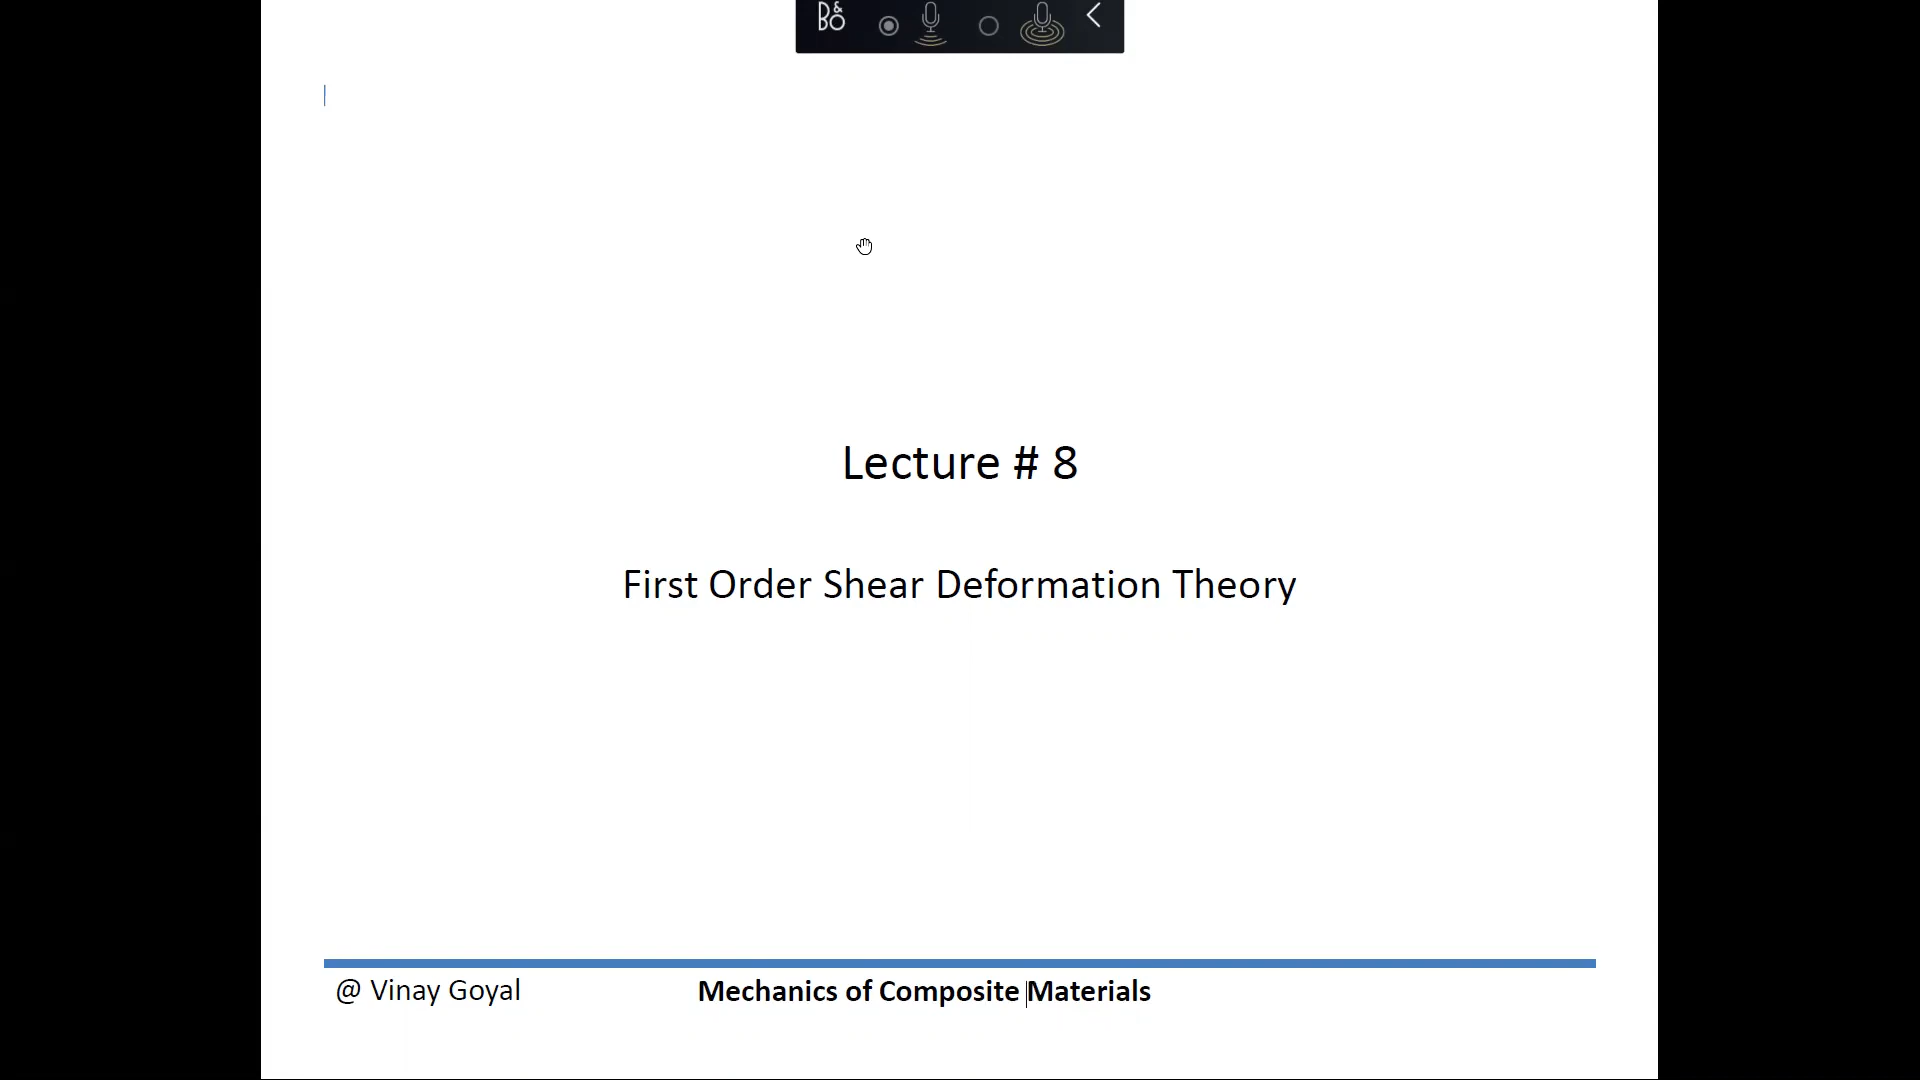 B&O
Lecture # 8
First Order Shear Deformation Theory
@ Vinay Goyal
Mechanics of Composite Materials